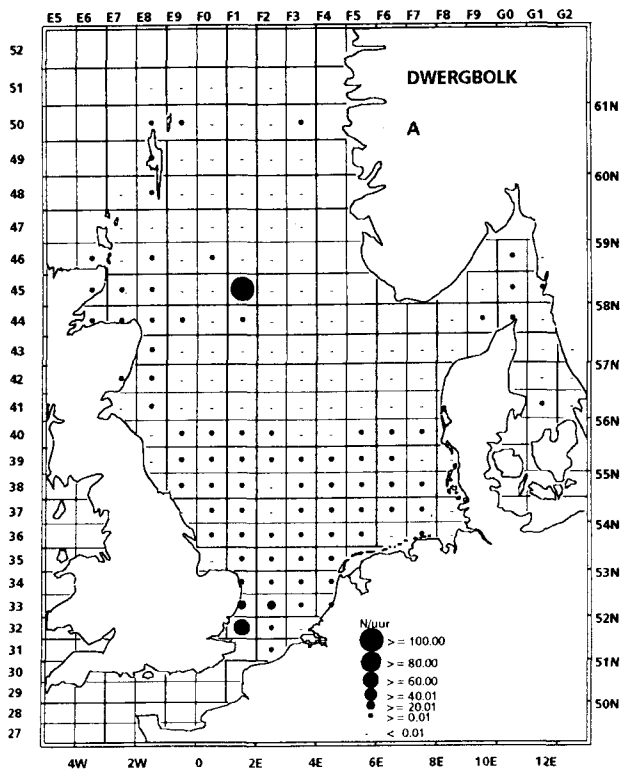 E5 E6 E7 E8 E9 F0 F1 F2 F3 F4 F5 F6 F7 F8 F9 G0 G1 G2
52
DWERGBOLK
51
61N
50
A
49
60N
48
47
59N
46
45
58N
44
43
57N
42
41
56N
40
39
55N
38
37
54N
36
35
53N
34
33
52N
32
N/uur
> = 100.00
31
> = 80.00
51N
30
> = 60.00
29
> = 40.01
50N
> = 20.01
28
> = 0.01
27
< 0.01
4W 2W 0 2E 4E 6E 8E 10E 12E